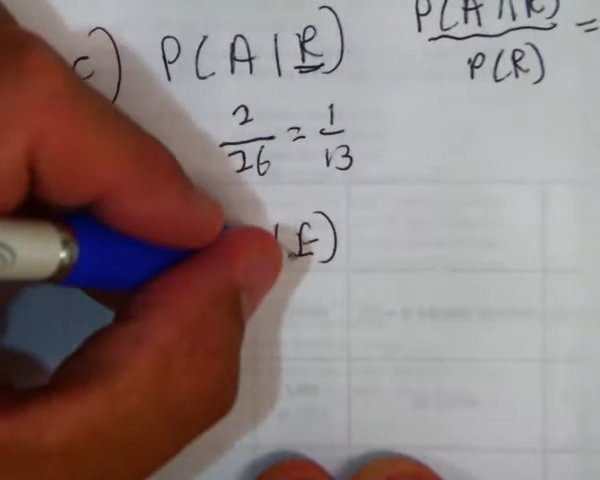 c) P(A|R) P(A∩R)/P(R) =
2/26 = 1/13
|E)